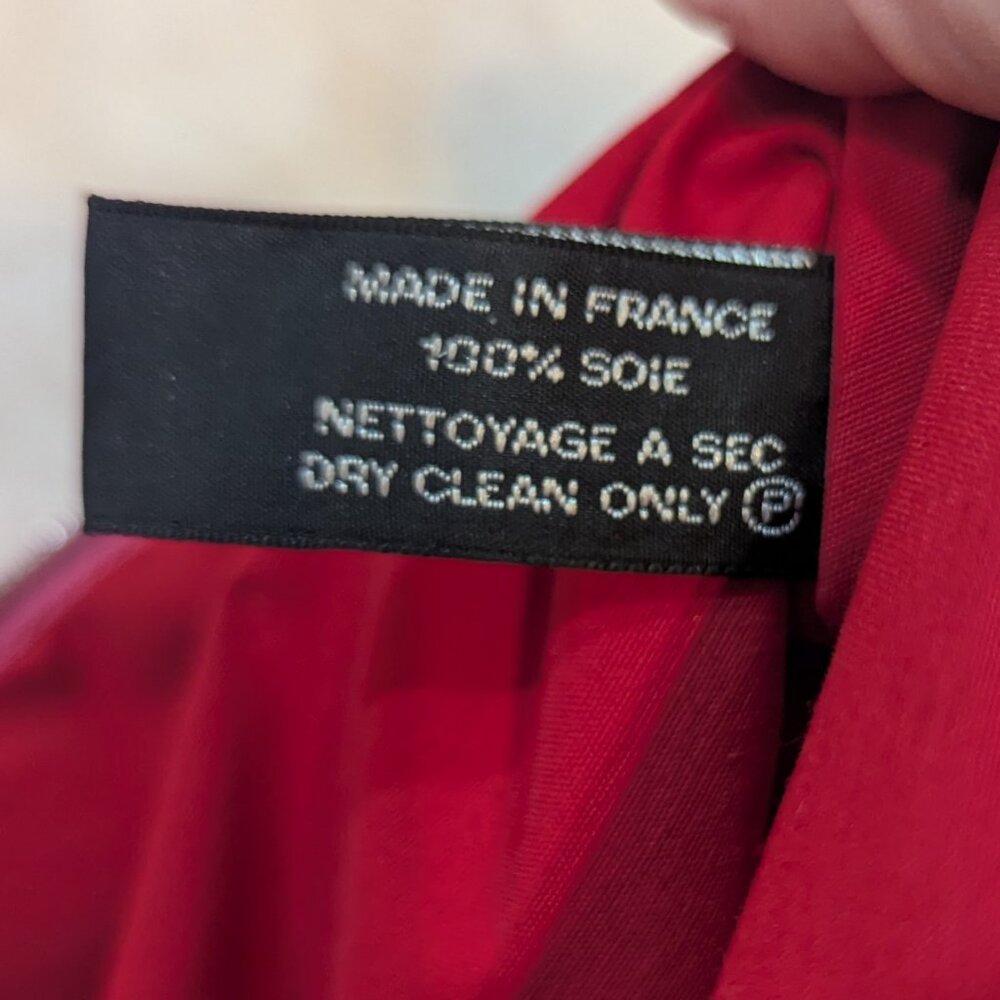 MADE IN FRANCE
100% SOIE
NETTOYAGE A SEC
DRY CLEAN ONLY Ⓟ